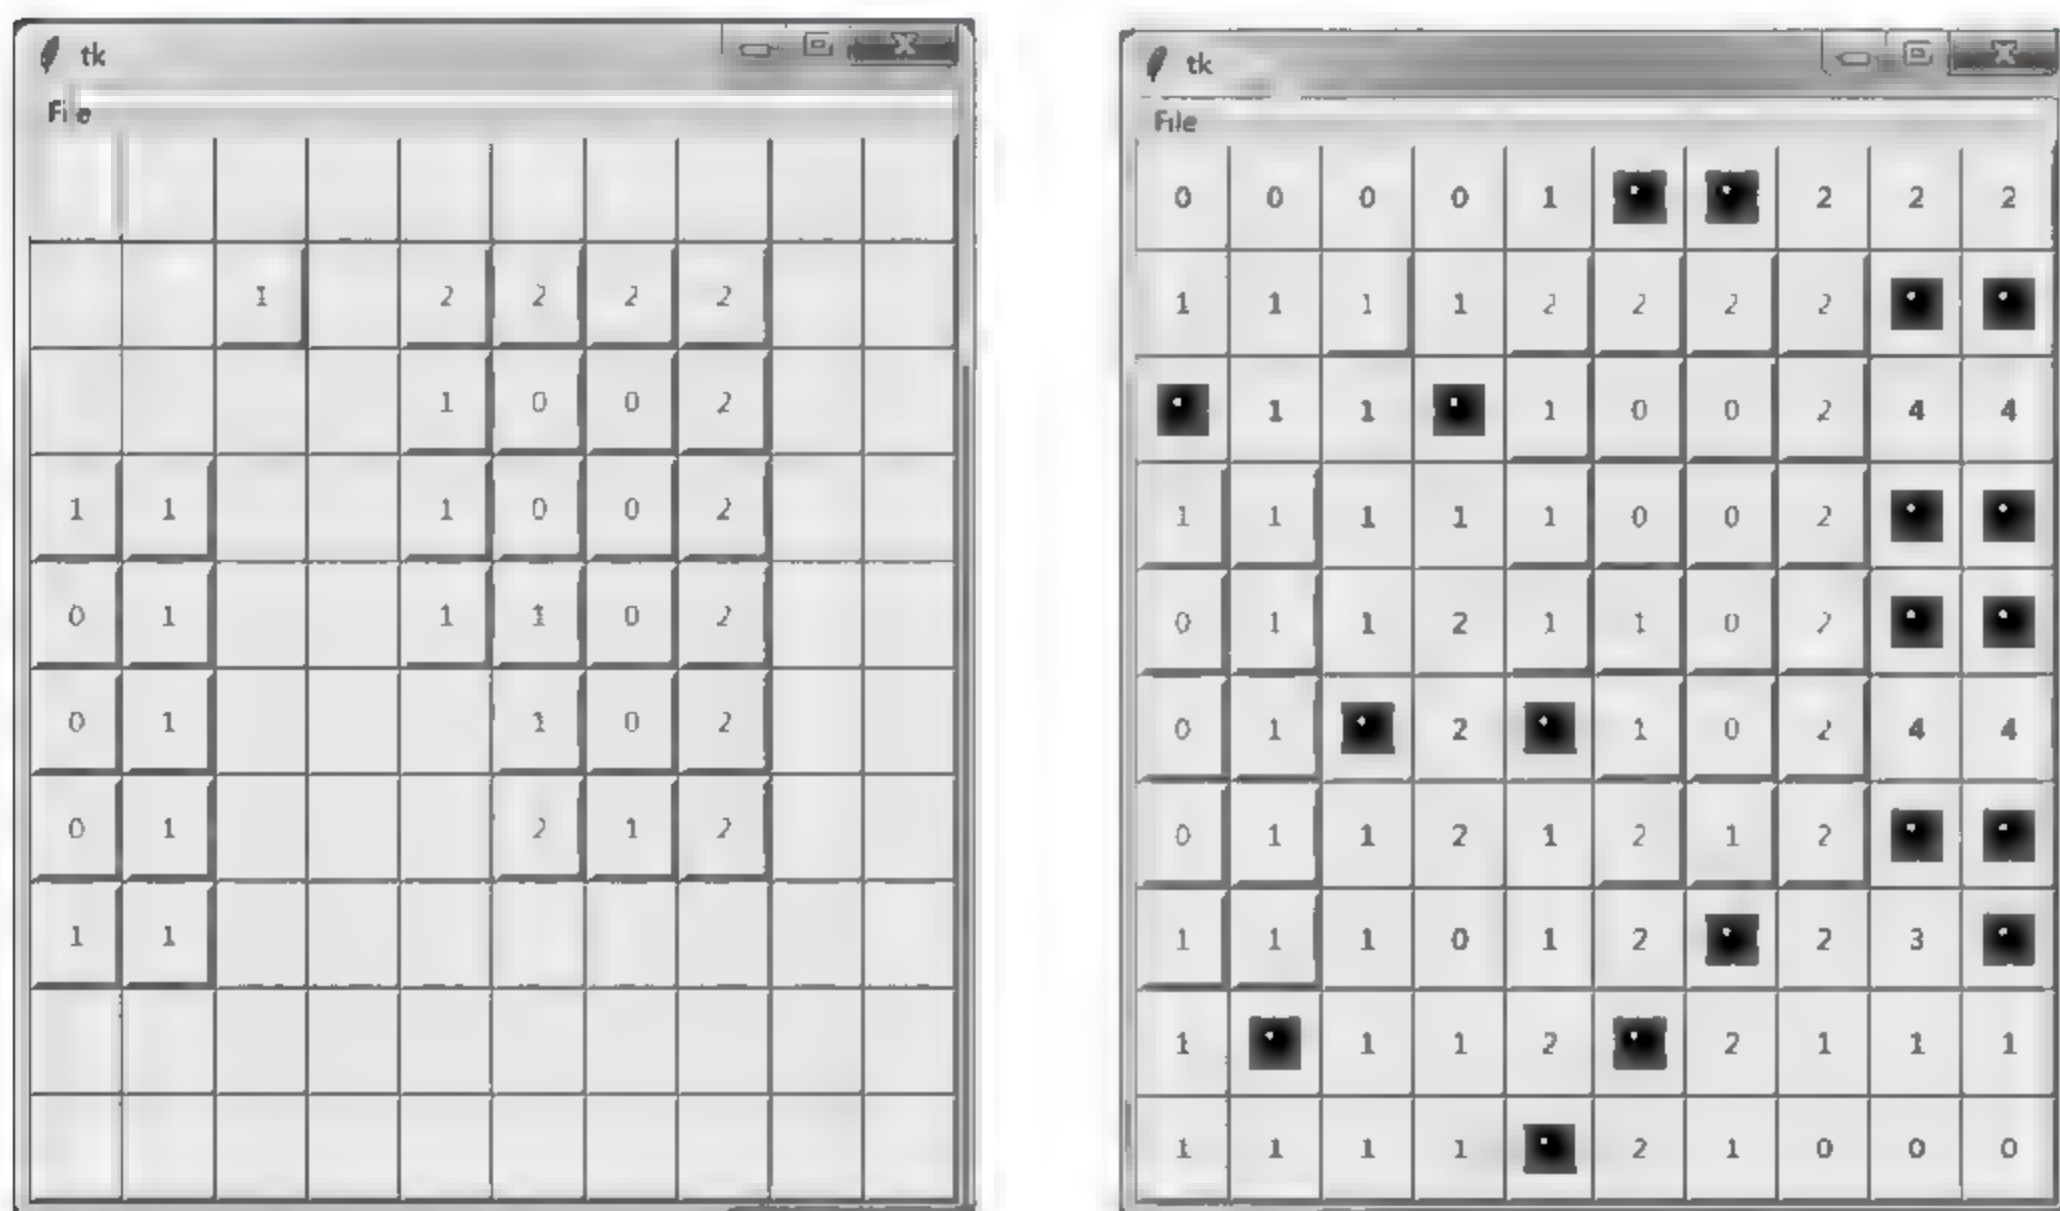 tk
File
1 2 2 2 2
1 0 0 2
1 1 1 0 0 2
0 1 1 1 0 2
0 1 1 0 2
0 1 2 1 2
1 1
tk
File
0 0 0 0 1 2 2 2
1 1 1 1 2 2 2 2
1 1 1 0 0 2 4 4
1 1 1 1 1 0 0 2
0 1 1 2 1 1 0 2
0 1 2 1 0 2 4 4
0 1 1 2 1 2 1 2
1 1 1 0 1 2 2 3
1 1 1 2 2 1 1 1
1 1 1 1 2 1 0 0 0